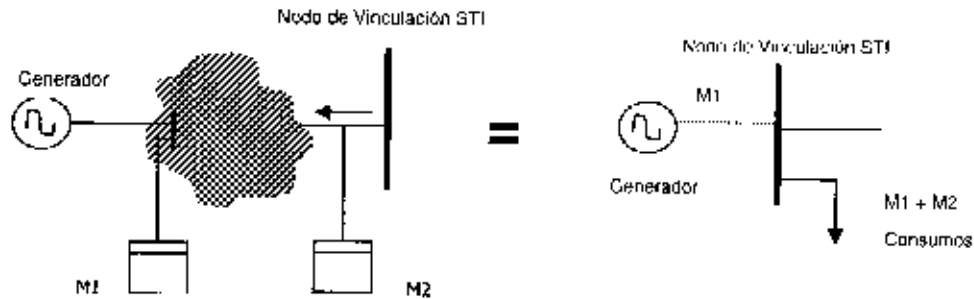 Nodo de Vinculación STI
Generador
M1
M2
Nodo de Vinculación STI
M1
Generador
M1 + M2
Consumos